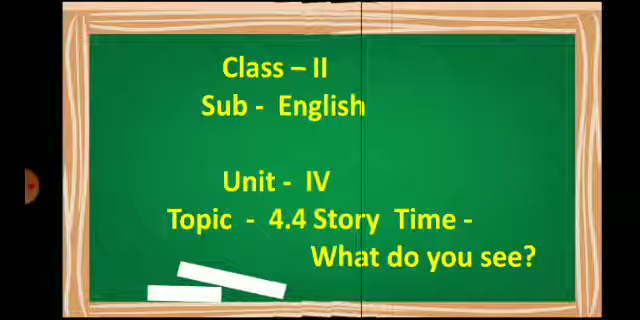 Class – II
Sub - English
Unit - IV
Topic - 4.4 Story Time -
What do you see?